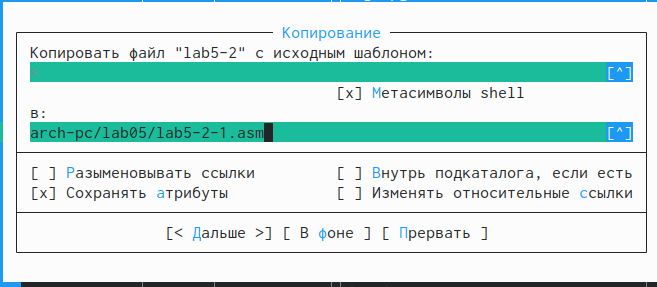 Копирование
Копировать файл "lab5-2" с исходным шаблоном:
[^]
[x] Метасимволы shell
в:
arch-pc/lab05/lab5-2-1.asm [^]
[ ] Разыменовывать ссылки [ ] Внутрь подкаталога, если есть
[x] Сохранять атрибуты [ ] Изменять относительные ссылки
[< Дальше >] [ В фоне ] [ Прервать ]